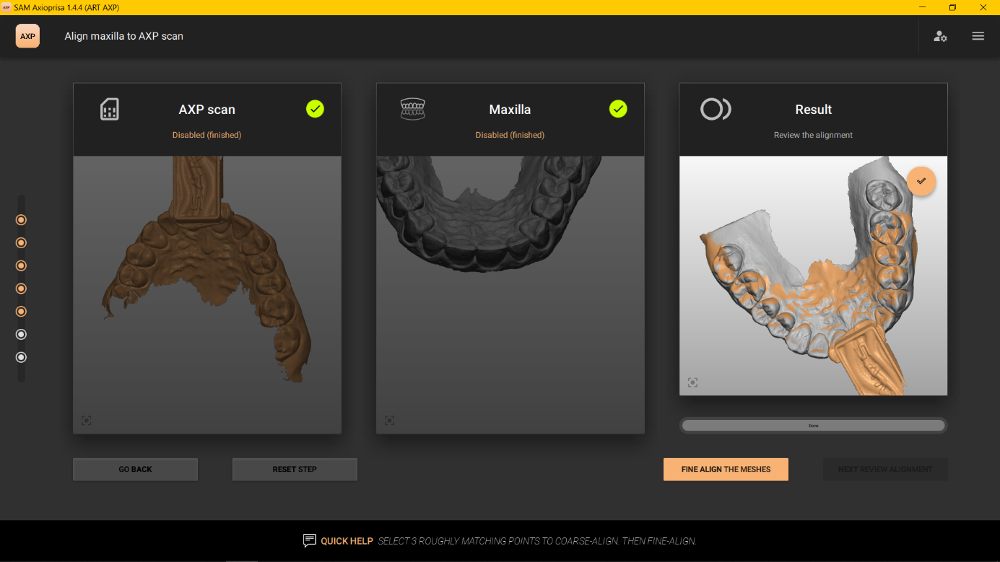 AXP SAM Axioprisa 1.4.4 (ART AXP)
AXP Align maxilla to AXP scan
AXP scan
Disabled (finished)
Maxilla
Disabled (finished)
Result
Review the alignment
Done
GO BACK
RESET STEP
FINE ALIGN THE MESHES
NEXT REVIEW ALIGNMENT
QUICK HELP SELECT 3 ROUGHLY MATCHING POINTS TO COARSE-ALIGN. THEN FINE-ALIGN.